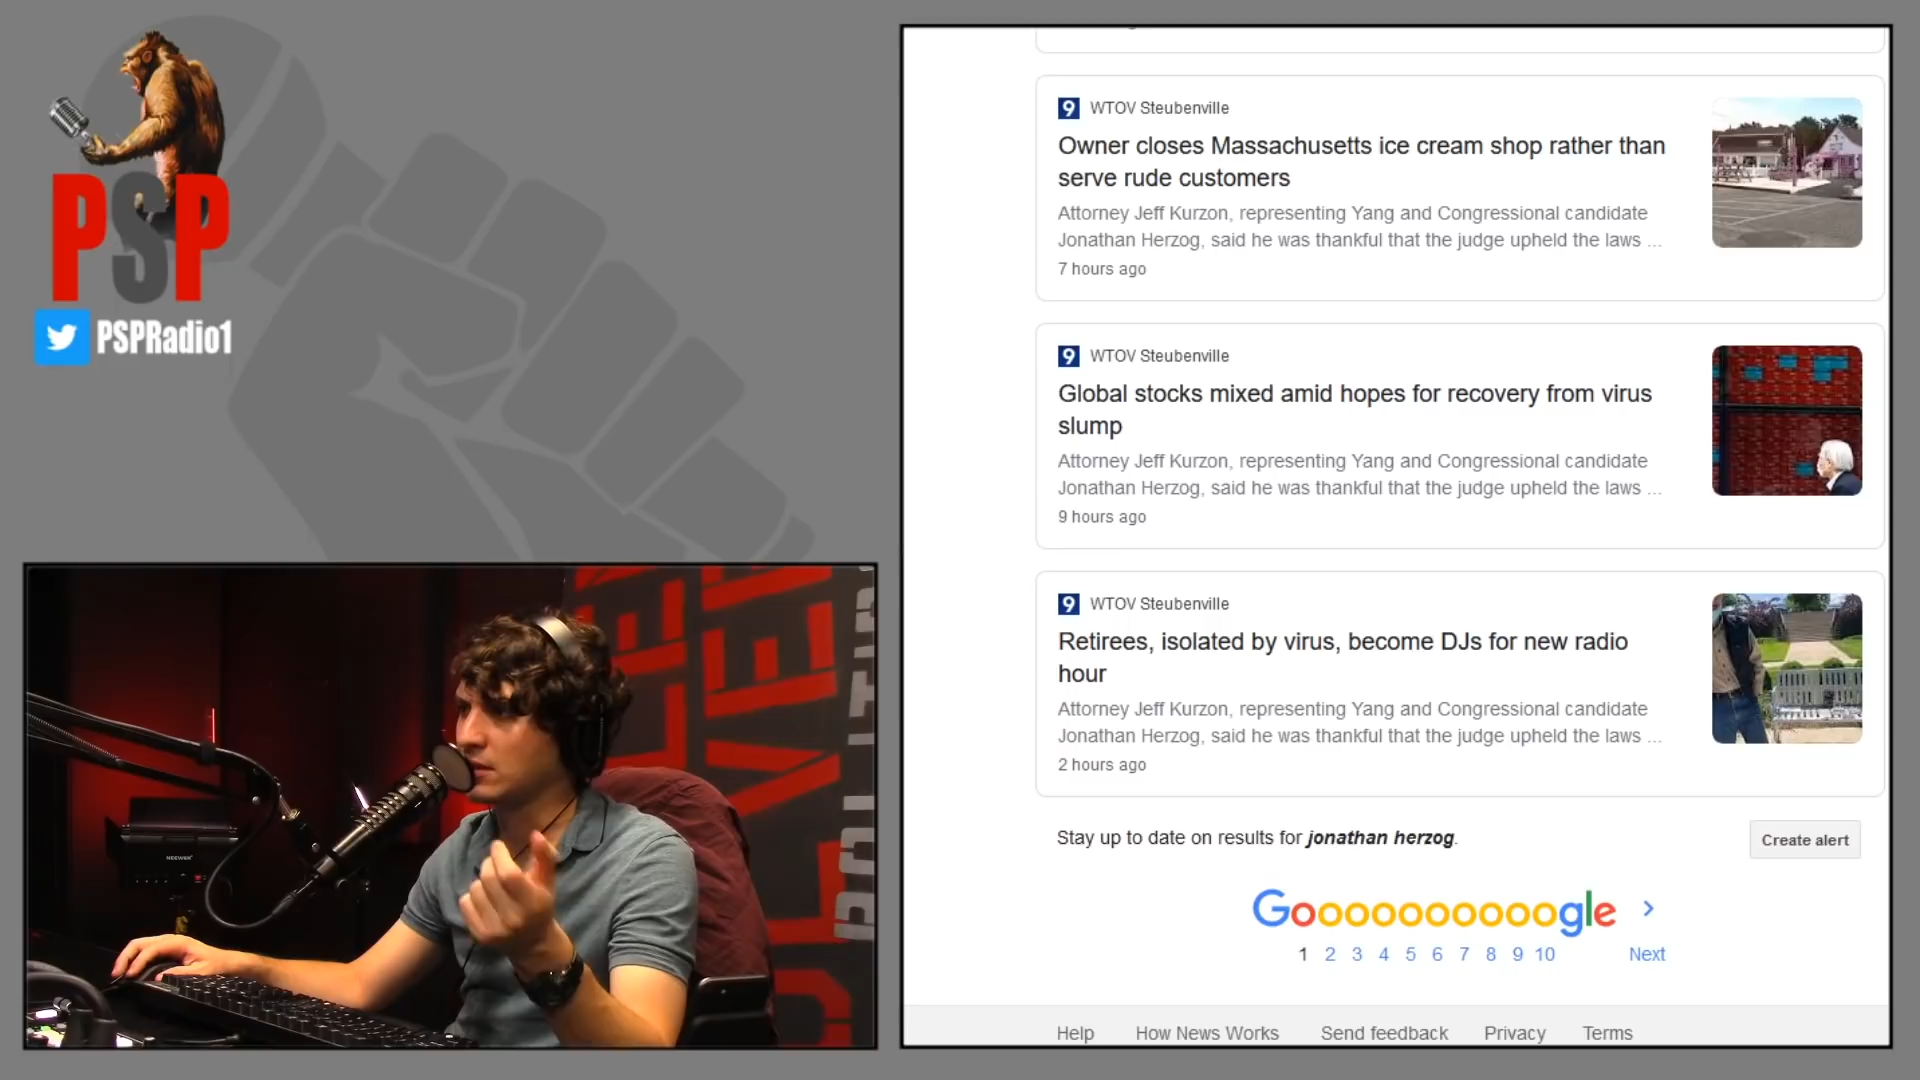 PSP
PSPRadio1
NEEWER
9 WTOV Steubenville
Owner closes Massachusetts ice cream shop rather than
serve rude customers
Attorney Jeff Kurzon, representing Yang and Congressional candidate
Jonathan Herzog, said he was thankful that the judge upheld the laws ...
7 hours ago
9 WTOV Steubenville
Global stocks mixed amid hopes for recovery from virus
slump
Attorney Jeff Kurzon, representing Yang and Congressional candidate
Jonathan Herzog, said he was thankful that the judge upheld the laws ...
9 hours ago
9 WTOV Steubenville
Retirees, isolated by virus, become DJs for new radio
hour
Attorney Jeff Kurzon, representing Yang and Congressional candidate
Jonathan Herzog, said he was thankful that the judge upheld the laws ...
2 hours ago
Stay up to date on results for jonathan herzog.
Create alert
Goooooooooogle >
1 2 3 4 5 6 7 8 9 10 Next
Help How News Works Send feedback Privacy Terms